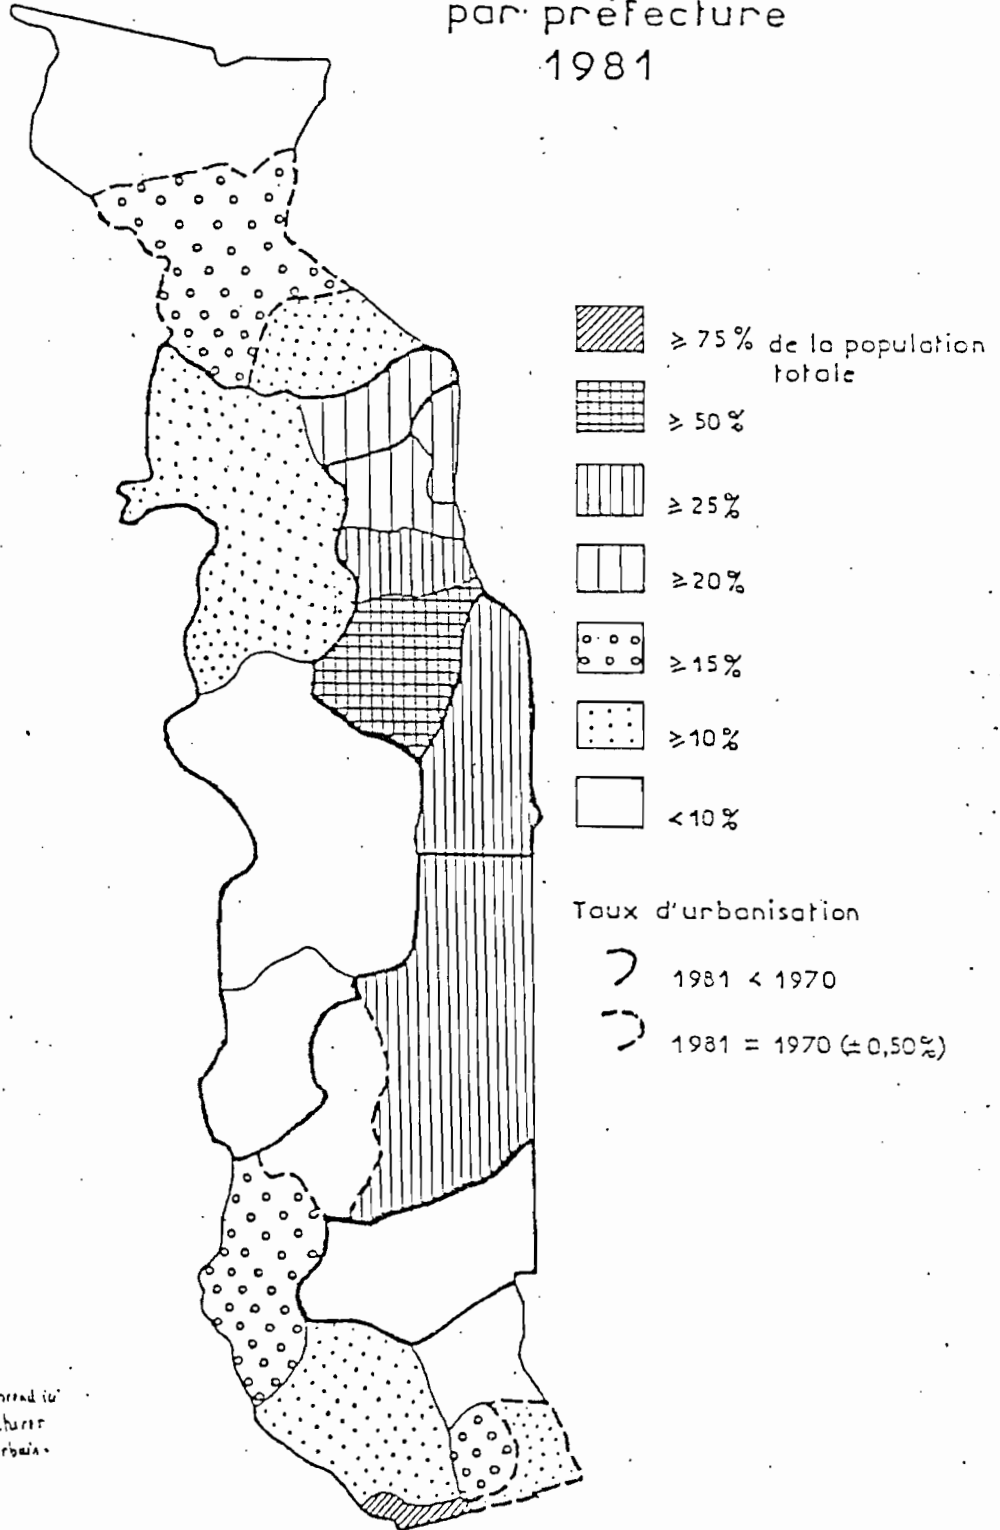 par préfecture
1981
≥ 75% de la population
totale
≥ 50%
≥ 25%
≥20%
≥15%
≥10%
<10%
Taux d'urbanisation
1981 < 1970
1981 = 1970 (± 0,50%)